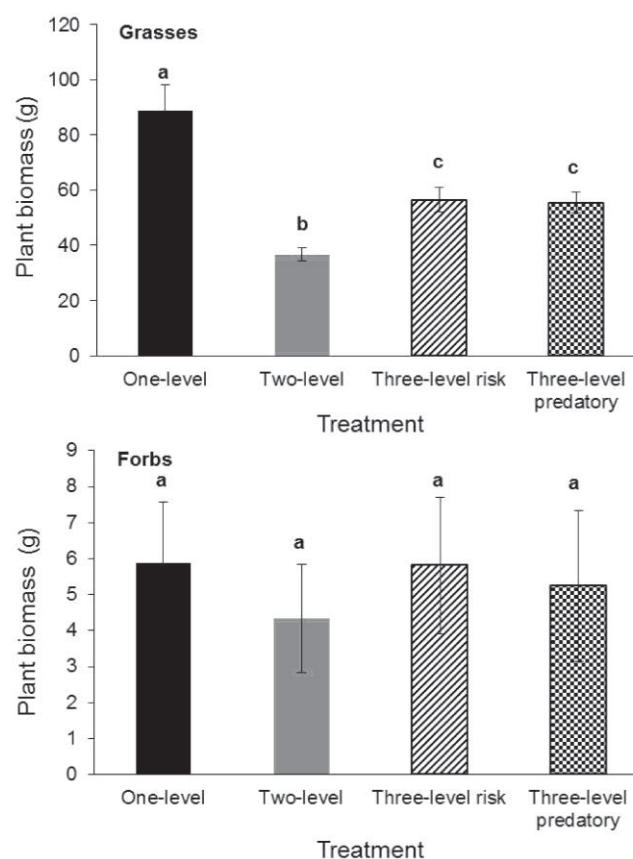 Grasses
Plant biomass (g)
120
100
80
60
40
20
0
a
b
c
c
One-level
Two-level
Three-level risk
Three-level
predatory
Treatment
Forbs
Plant biomass (g)
9
8
7
6
5
4
3
2
1
0
a
a
a
a
One-level
Two-level
Three-level risk
Three-level
predatory
Treatment